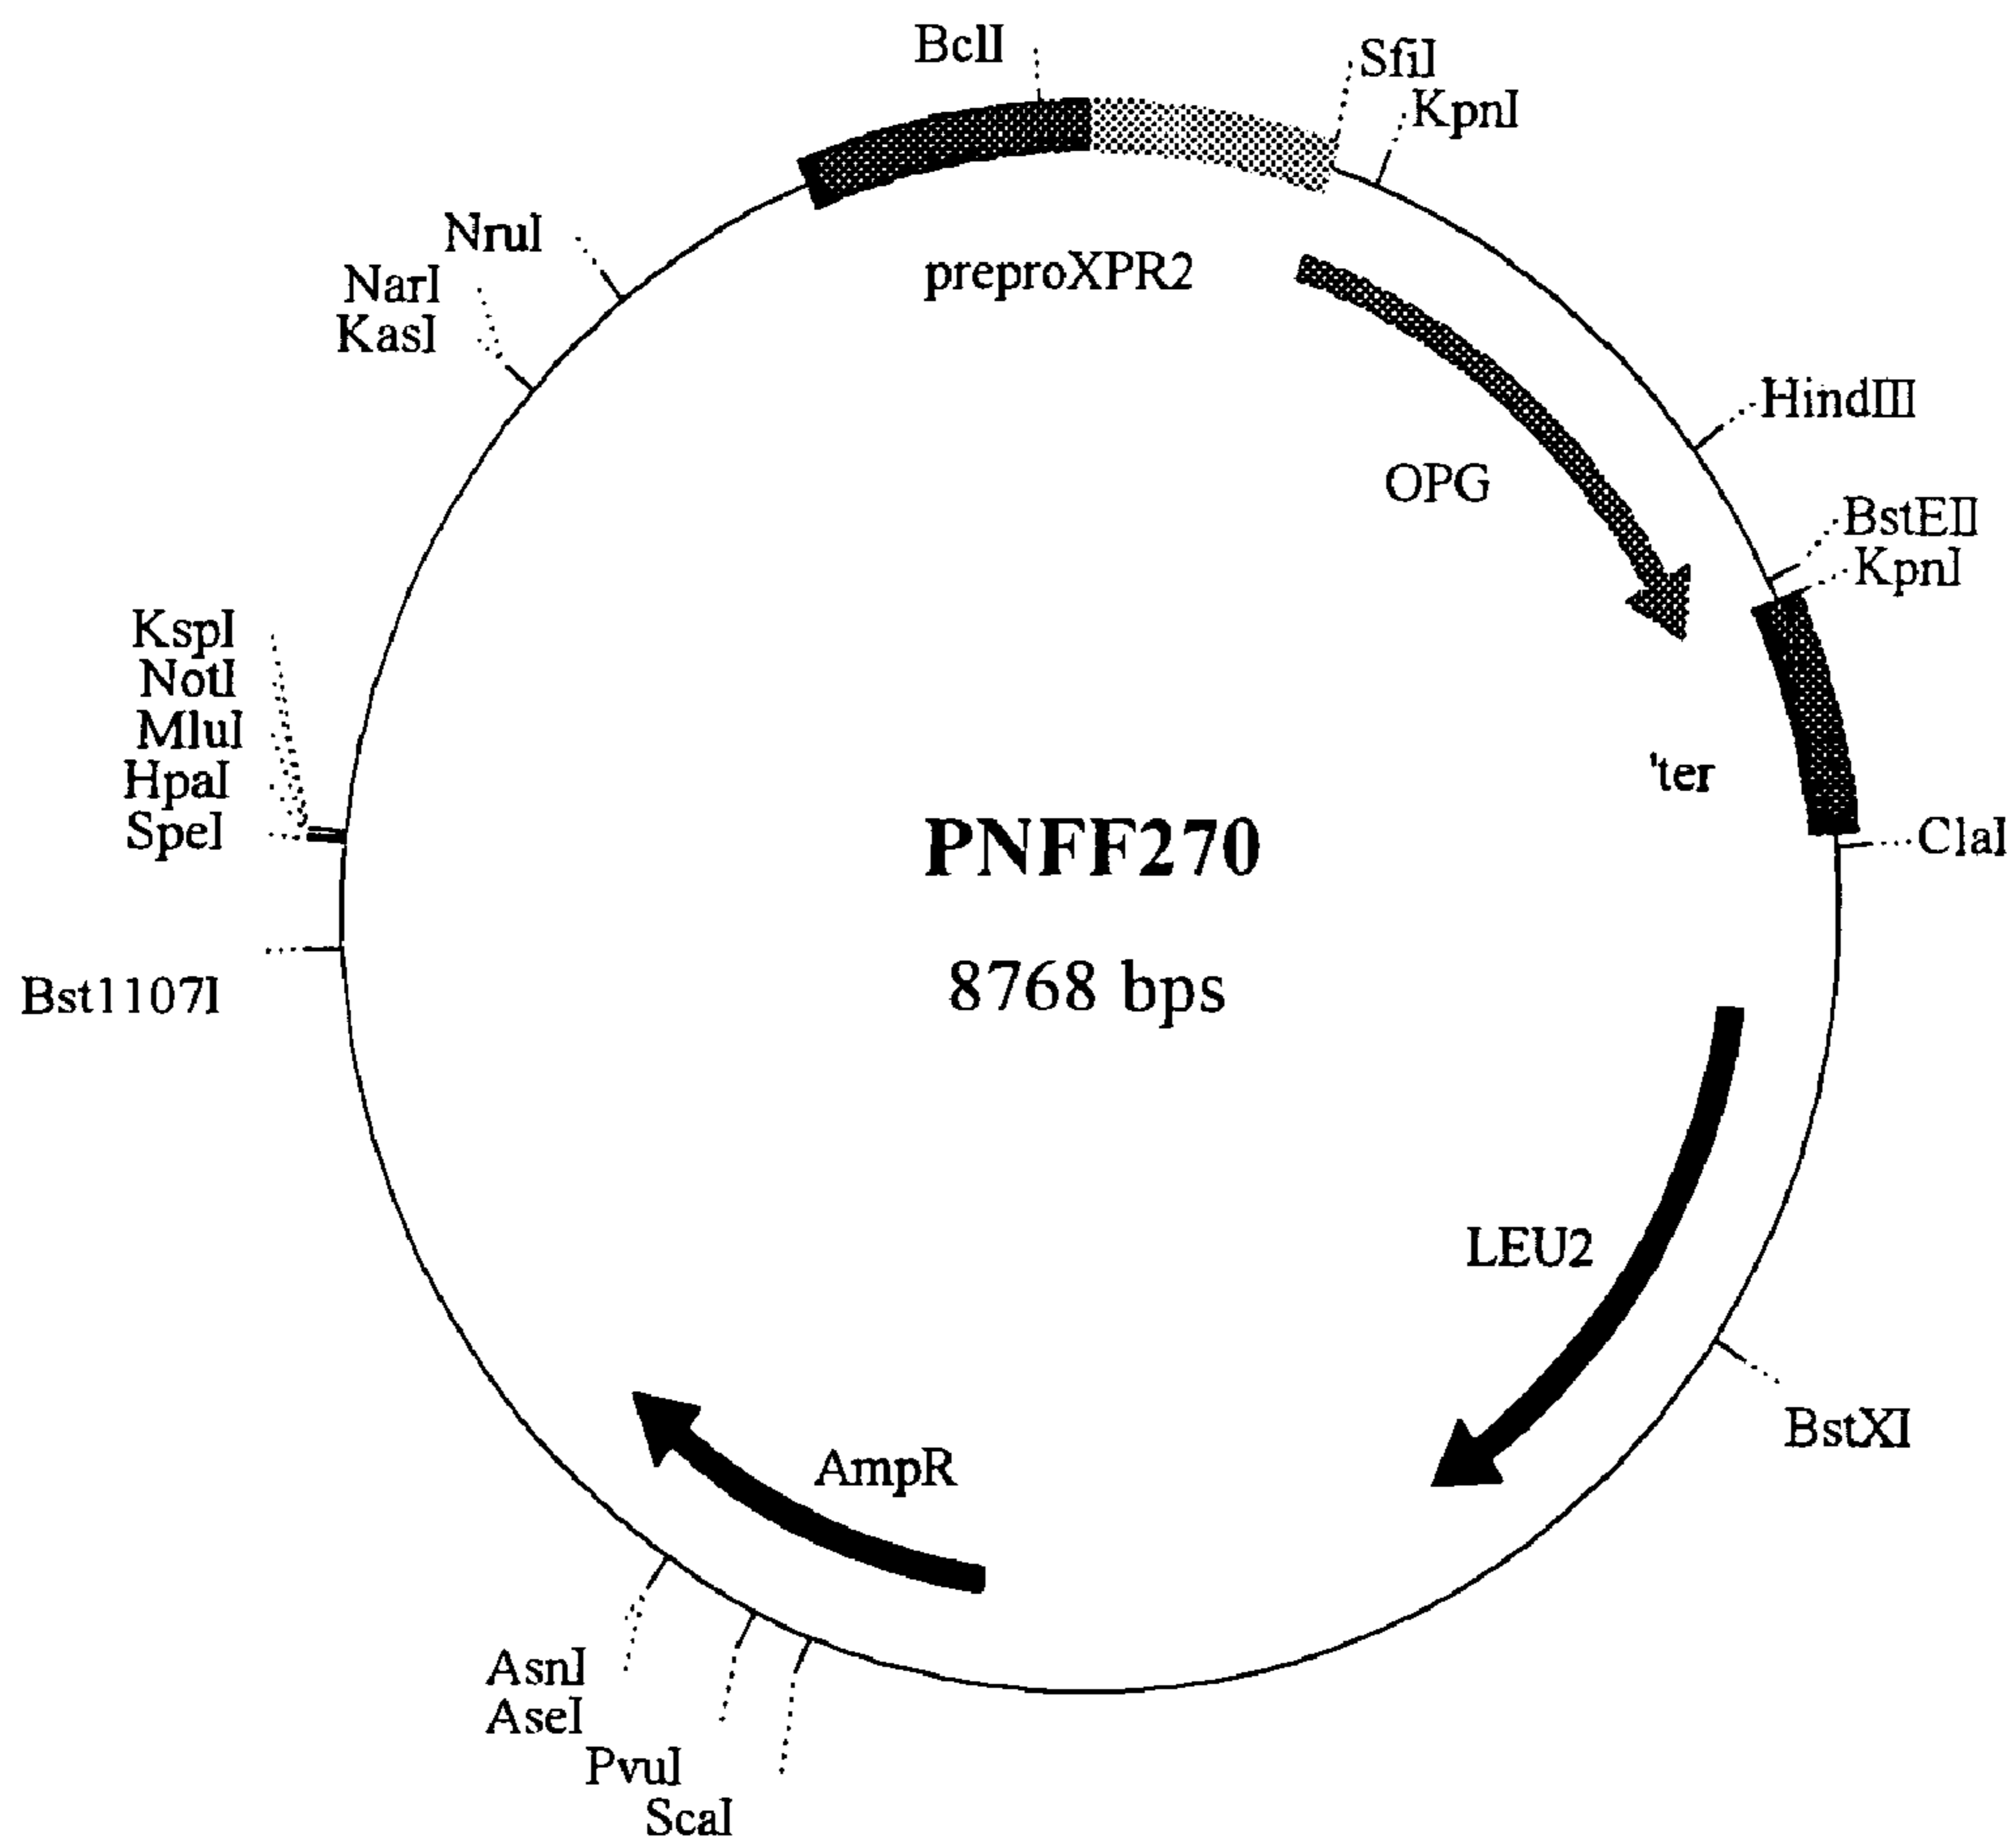 BclI
SfiI
KpnI
NruI
preproXPR2
NarI
KasI
HindIII
OPG
BstEII
KpnI
KspI
NotI
MluI
HpaI
SpeI
'ter
ClaI
PNFF270
8768 bps
Bst1107I
LEU2
BstXI
AmpR
AsnI
AseI
PvuI
ScaI